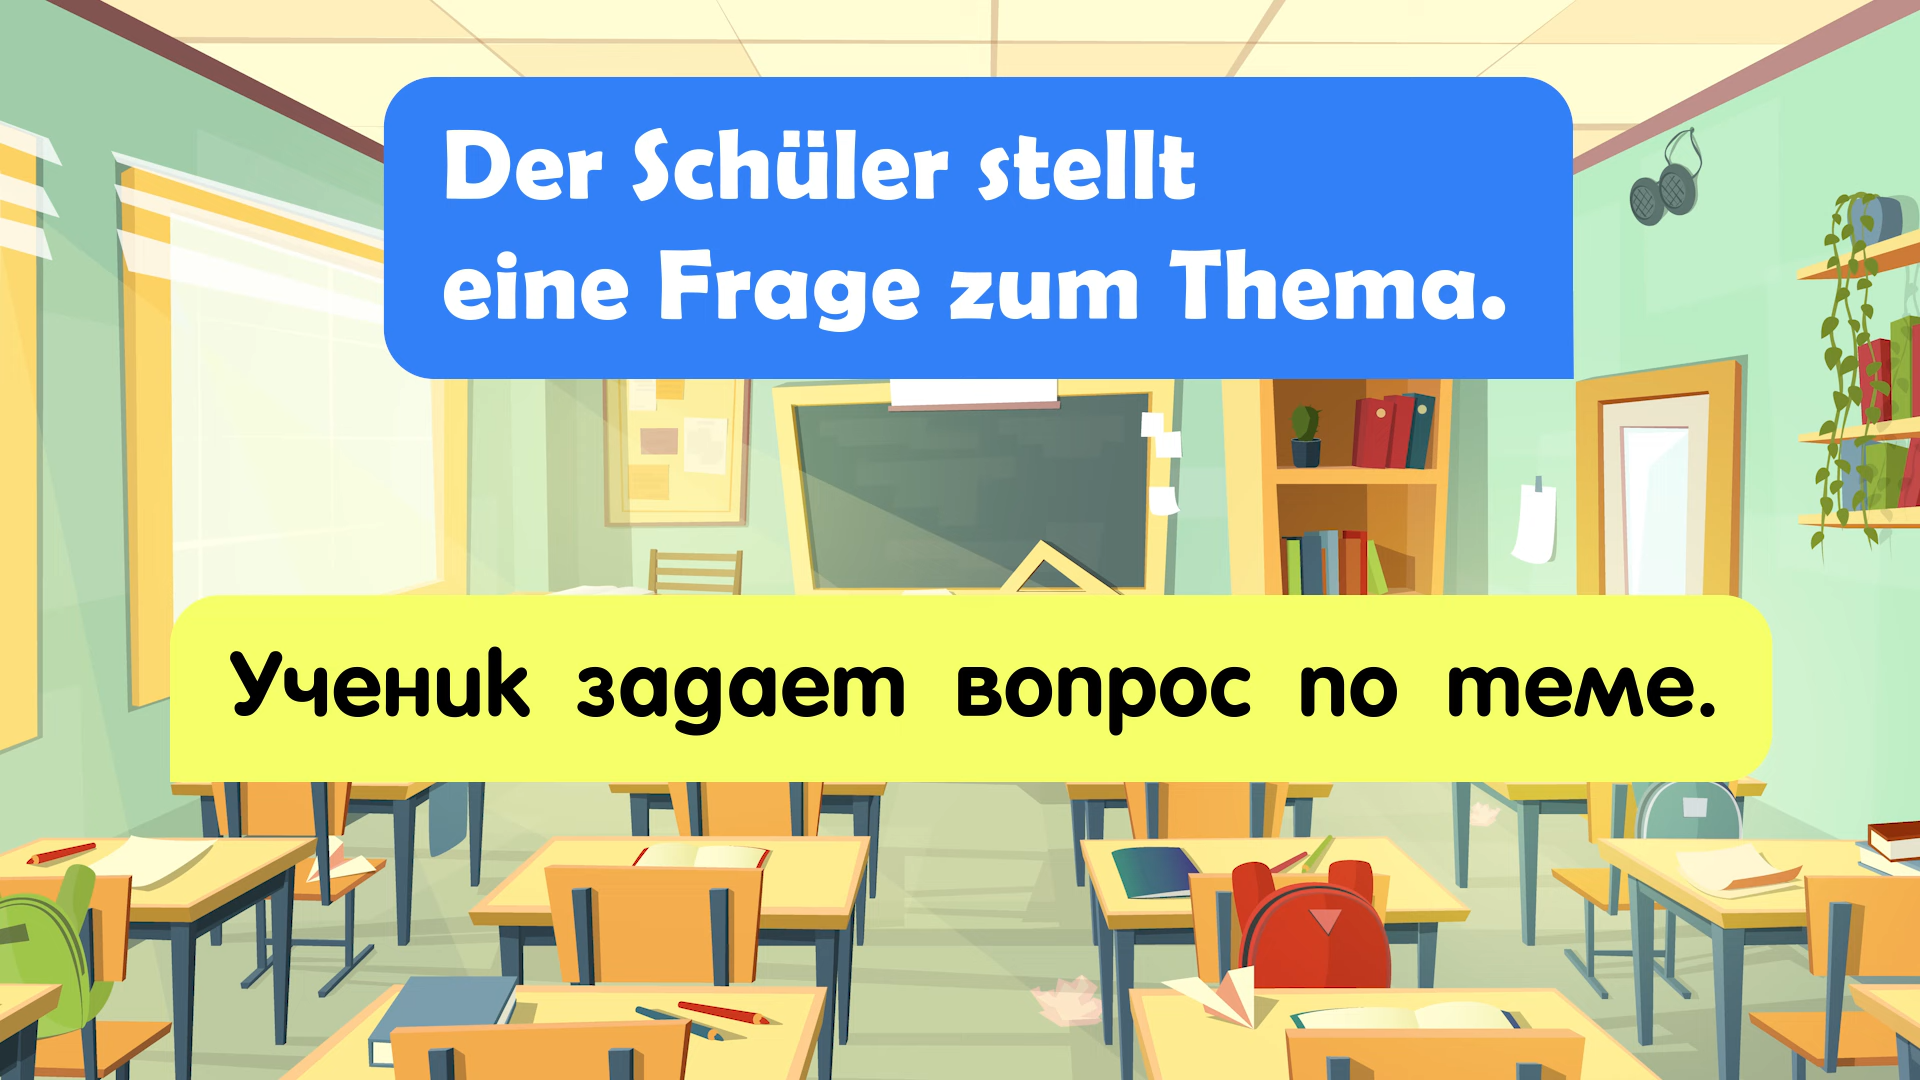 Der Schüler stellt
eine Frage zum Thema.
Ученик задает вопрос по теме.